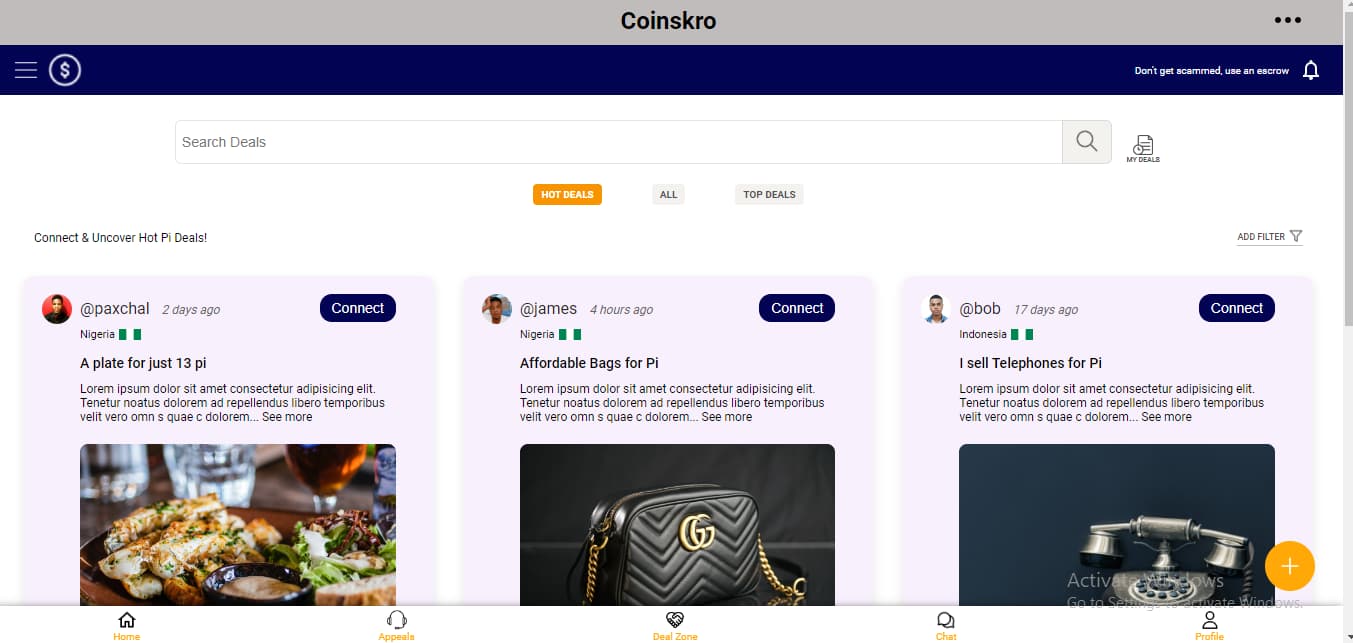 Coinskro
$
Don't get scammed, use an escrow
Search Deals
MY DEALS
HOT DEALS
ALL
TOP DEALS
Connect & Uncover Hot Pi Deals!
ADD FILTER
@paxchal 2 days ago Connect
Nigeria
A plate for just 13 pi
Lorem ipsum dolor sit amet consectetur adipisicing elit.
Tenetur noatus dolorem ad repellendus libero temporibus
velit vero omn s quae c dolorem... See more
@james 4 hours ago Connect
Nigeria
Affordable Bags for Pi
Lorem ipsum dolor sit amet consectetur adipisicing elit.
Tenetur noatus dolorem ad repellendus libero temporibus
velit vero omn s quae c dolorem... See more
@bob 17 days ago Connect
Indonesia
I sell Telephones for Pi
Lorem ipsum dolor sit amet consectetur adipisicing elit.
Tenetur noatus dolorem ad repellendus libero temporibus
velit vero omn s quae c dolorem... See more
Activate Windows
Go to Settings to activate Windows.
Home
Appeals
Deal Zone
Chat
Profile